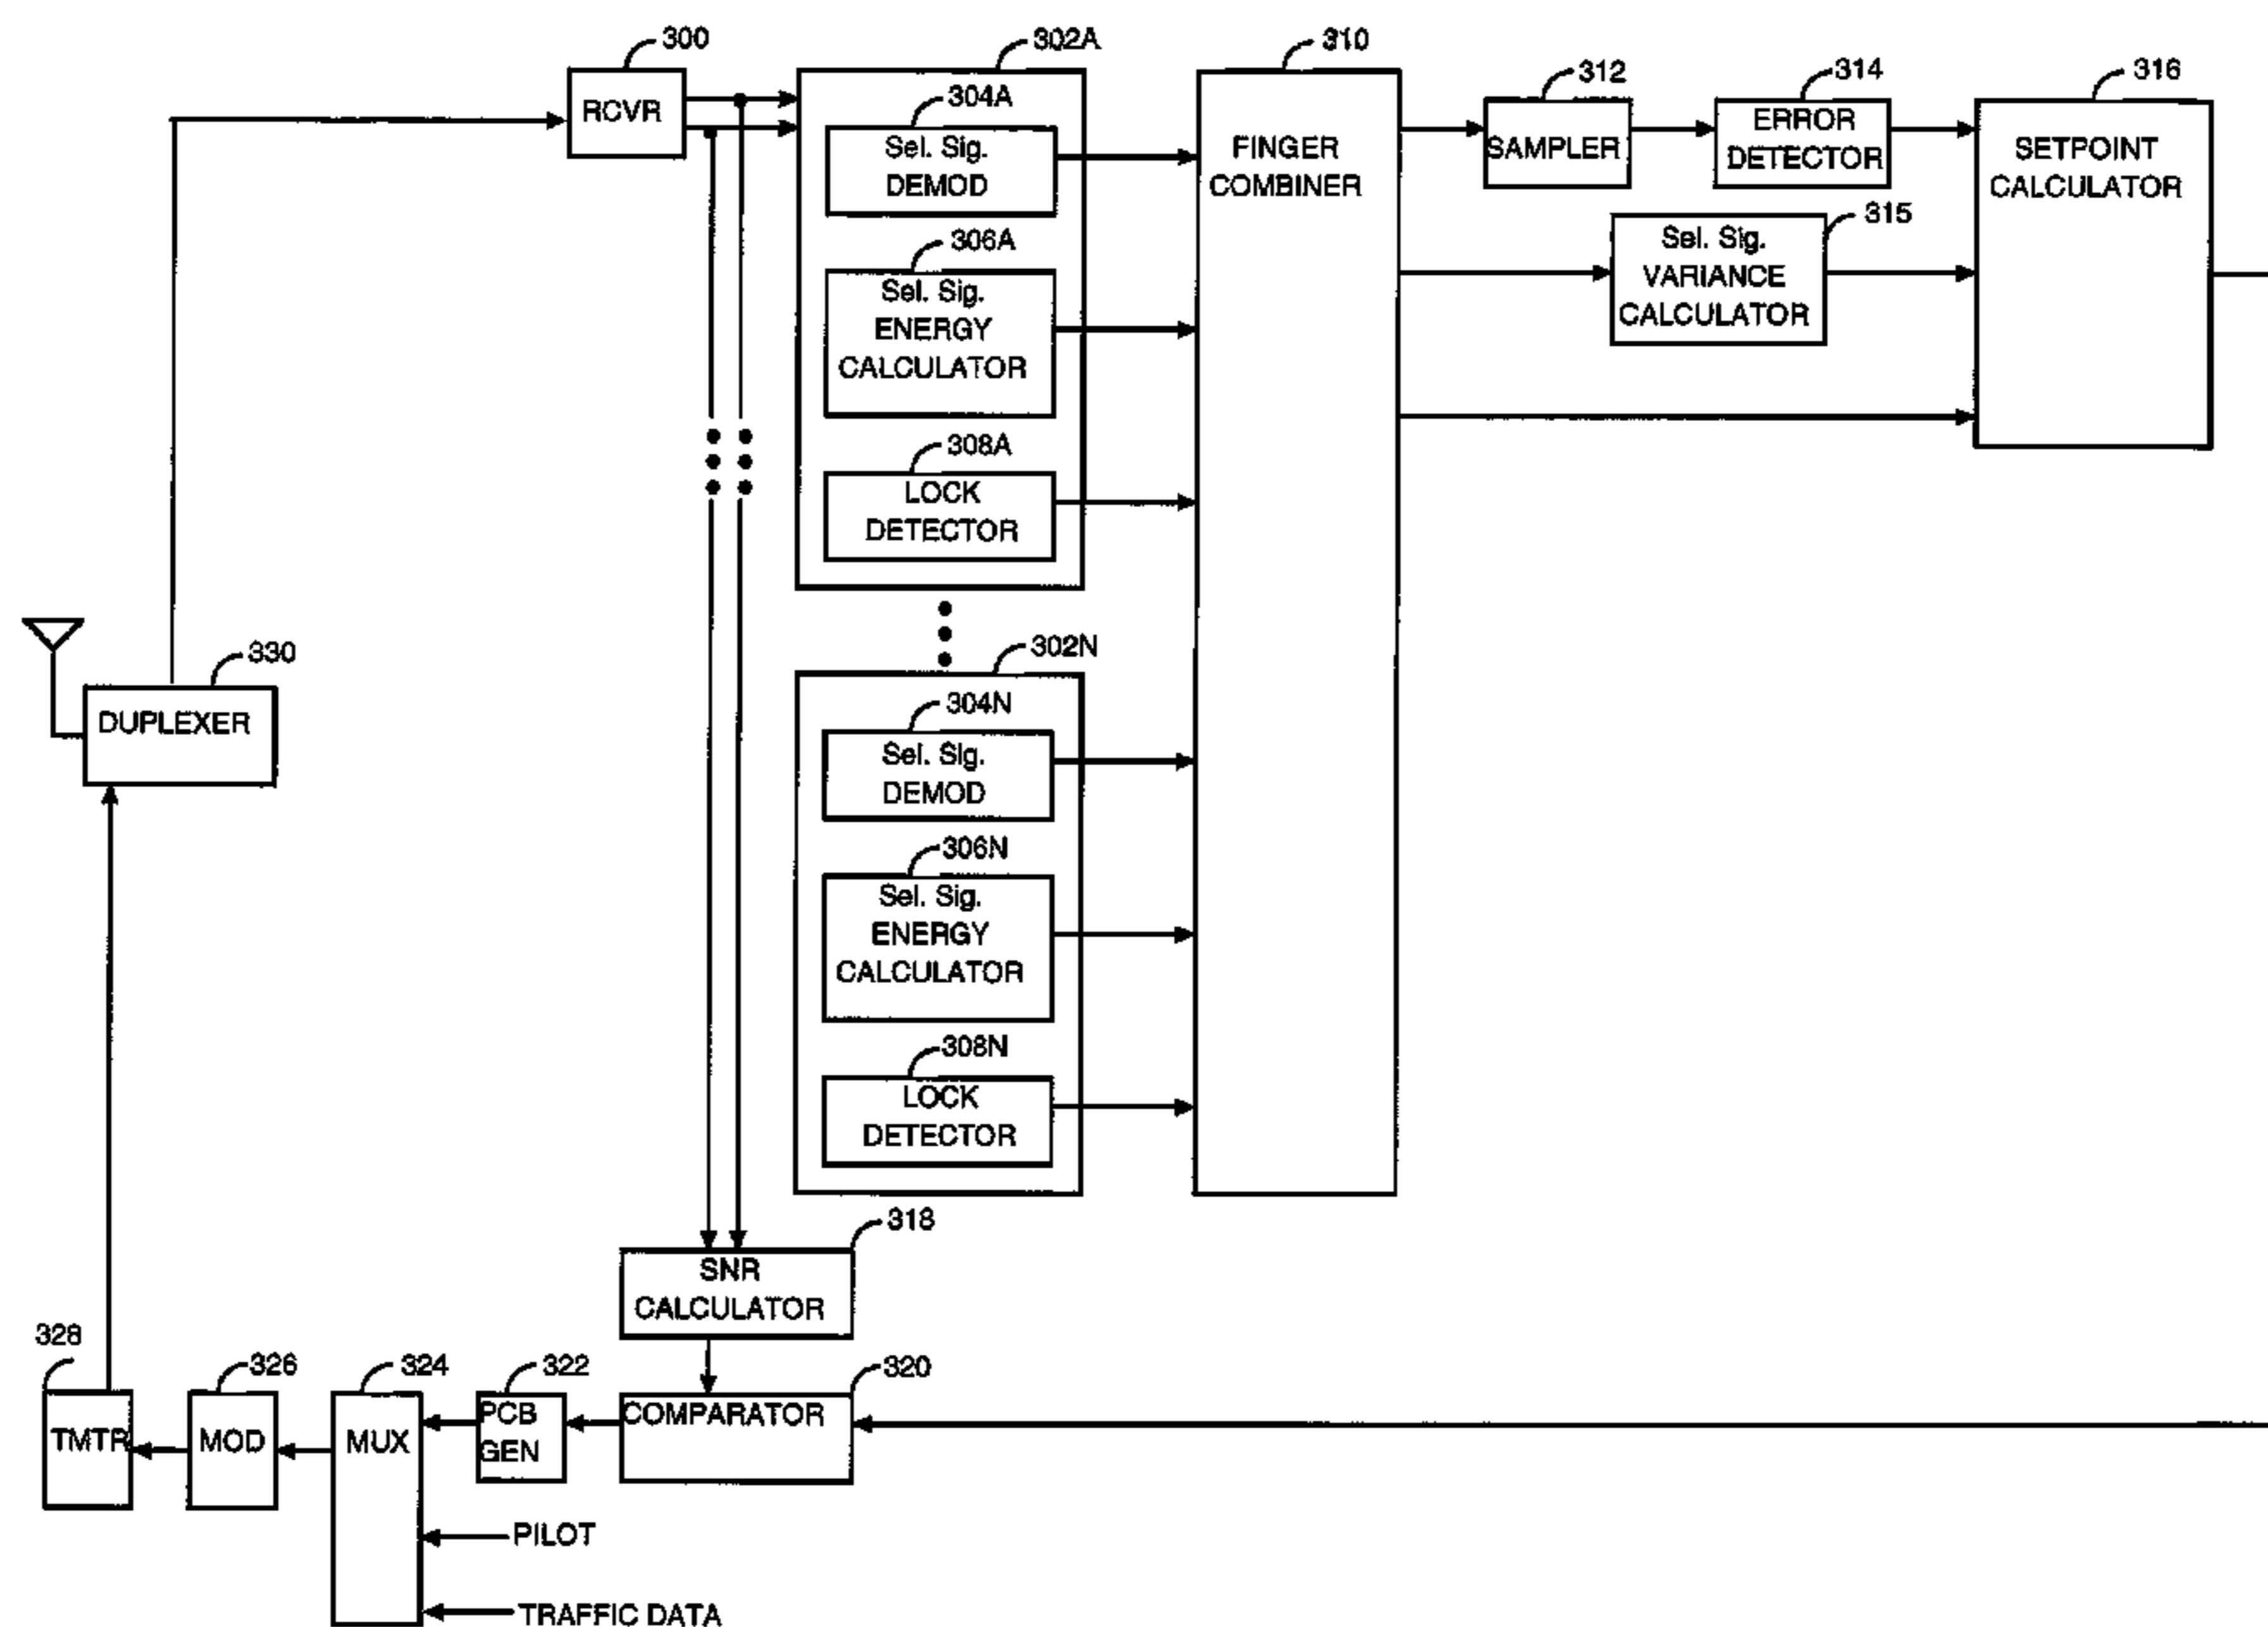 300
RCVR
302A
304A
Sel. Sig.
DEMOD
306A
Sel. Sig.
ENERGY
CALCULATOR
308A
LOCK
DETECTOR
302N
304N
Sel. Sig.
DEMOD
306N
Sel. Sig.
ENERGY
CALCULATOR
308N
LOCK
DETECTOR
310
FINGER
COMBINER
312
SAMPLER
314
ERROR
DETECTOR
315
Sel. Sig.
VARIANCE
CALCULATOR
316
SETPOINT
CALCULATOR
330
DUPLEXER
318
SNR
CALCULATOR
320
COMPARATOR
322
PCB
GEN
324
MUX
326
MOD
328
TMTR
PILOT
TRAFFIC DATA